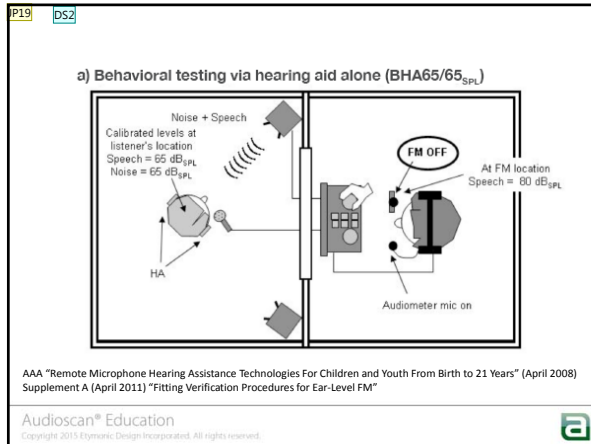 JP19
DS2
a) Behavioral testing via hearing aid alone (BHA65/65SPL)
Noise + Speech
Calibrated levels at
listener's location
Speech = 65 dBSPL
Noise = 65 dBSPL
HA
FM OFF
At FM location
Speech = 80 dBSPL
Audiometer mic on
AAA "Remote Microphone Hearing Assistance Technologies For Children and Youth From Birth to 21 Years" (April 2008)
Supplement A (April 2011) "Fitting Verification Procedures for Ear-Level FM"
Audioscan® Education
Copyright 2015 Etymonic Design Incorporated. All rights reserved.
a